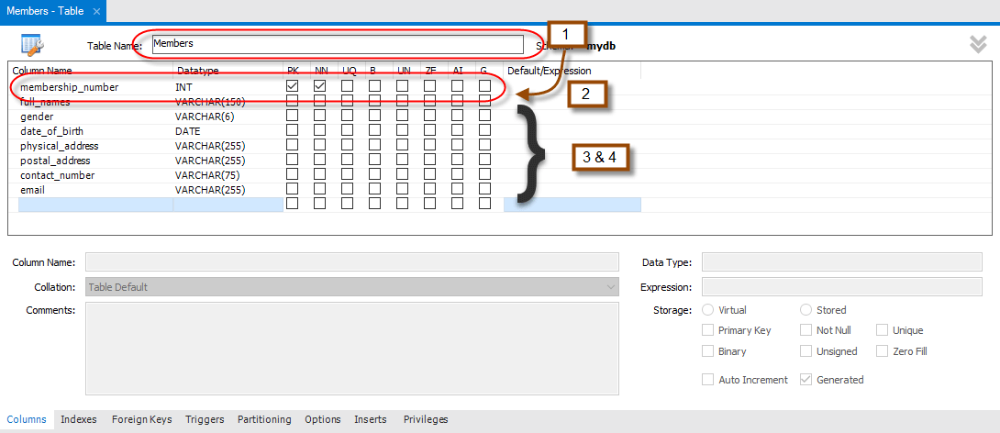 Members - Table ×
Table Name: Members Schema: mydb
1
Column Name Datatype PK NN UQ B UN ZF AI G Default/Expression
membership_number INT
2
full_names VARCHAR(150)
gender VARCHAR(6)
date_of_birth DATE
physical_address VARCHAR(255)
3 & 4
postal_address VARCHAR(255)
contact_number VARCHAR(75)
email VARCHAR(255)
Column Name: Data Type:
Collation: Table Default Expression:
Comments: Storage: Virtual Stored
Primary Key Not Null Unique
Binary Unsigned Zero Fill
Auto Increment Generated
Columns Indexes Foreign Keys Triggers Partitioning Options Inserts Privileges